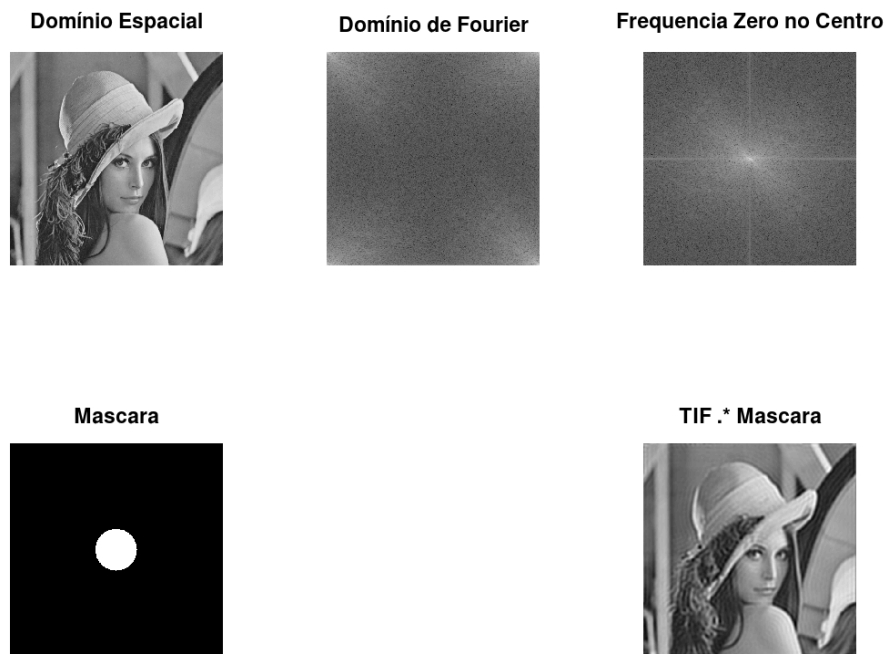 Domínio Espacial
Domínio de Fourier
Frequencia Zero no Centro
Mascara
TIF .* Mascara